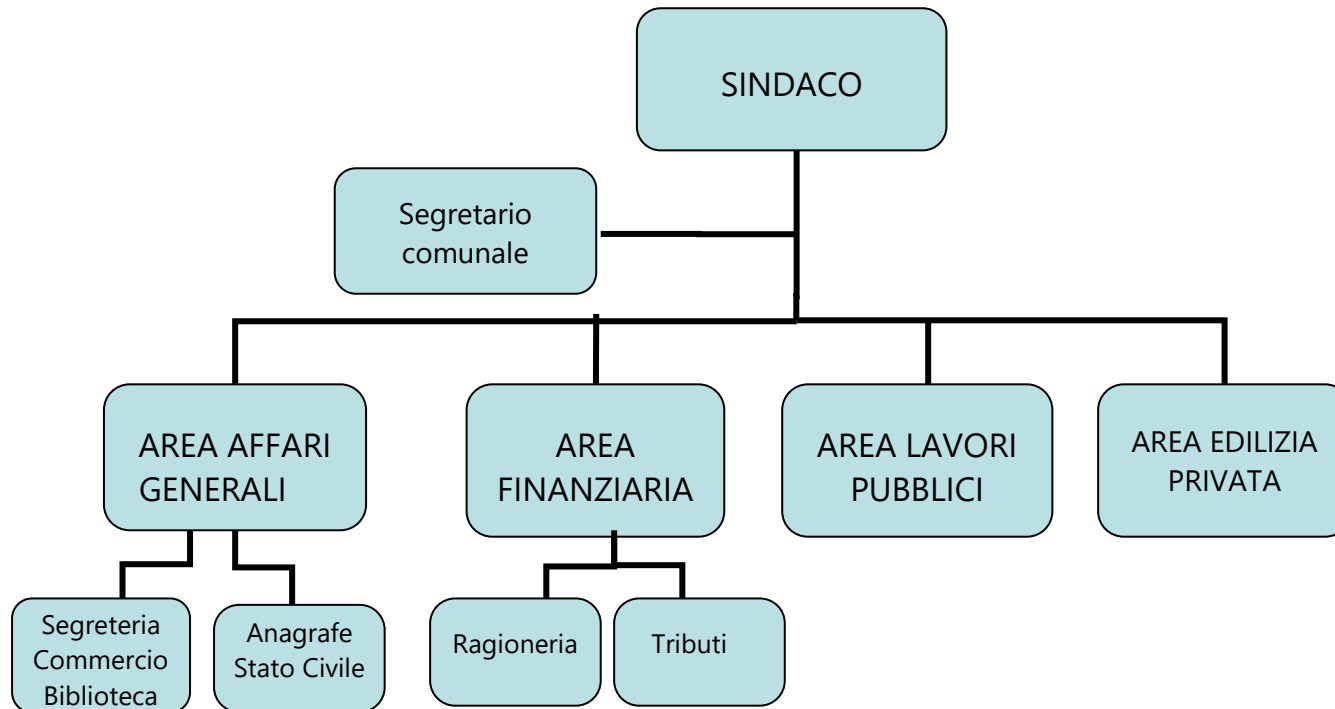 SINDACO
Segretario
comunale
AREA AFFARI
GENERALI
AREA
FINANZIARIA
AREA LAVORI
PUBBLICI
AREA EDILIZIA
PRIVATA
Segreteria
Commercio
Biblioteca
Anagrafe
Stato Civile
Ragioneria
Tributi